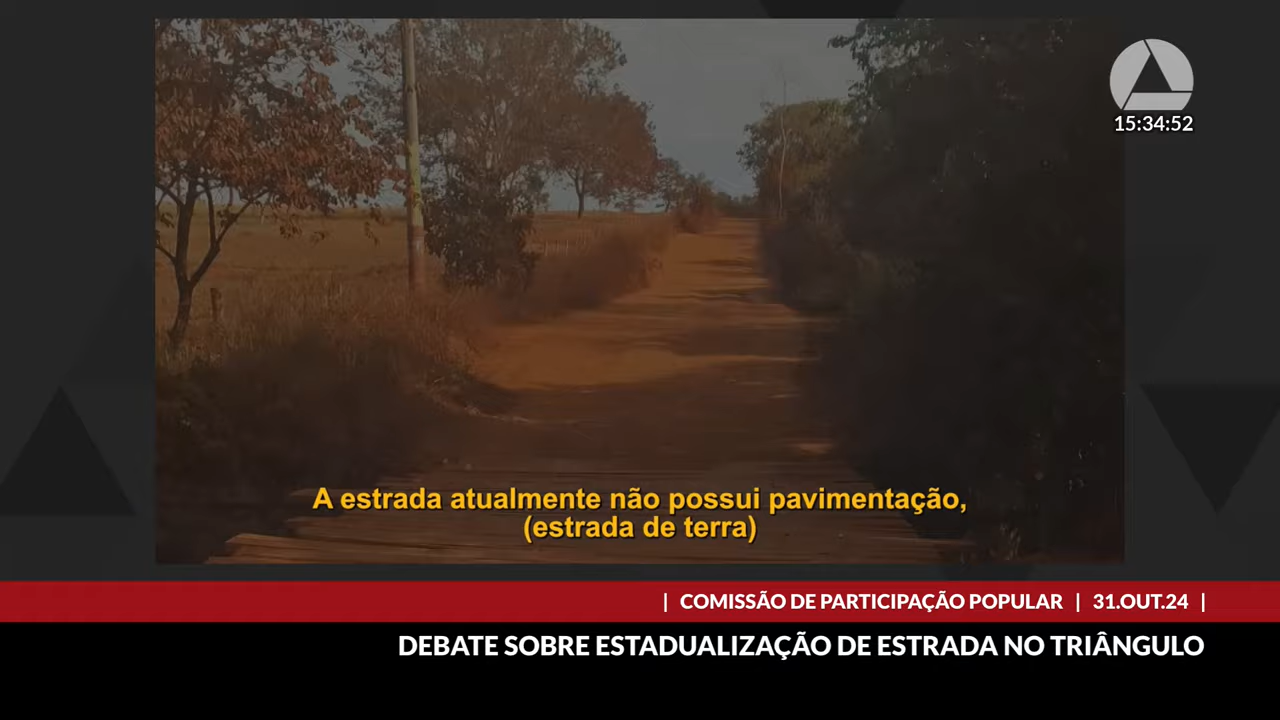 15:34:52
A estrada atualmente não possui pavimentação,
(estrada de terra)
| COMISSÃO DE PARTICIPAÇÃO POPULAR | 31.OUT.24 |
DEBATE SOBRE ESTADUALIZAÇÃO DE ESTRADA NO TRIÂNGULO